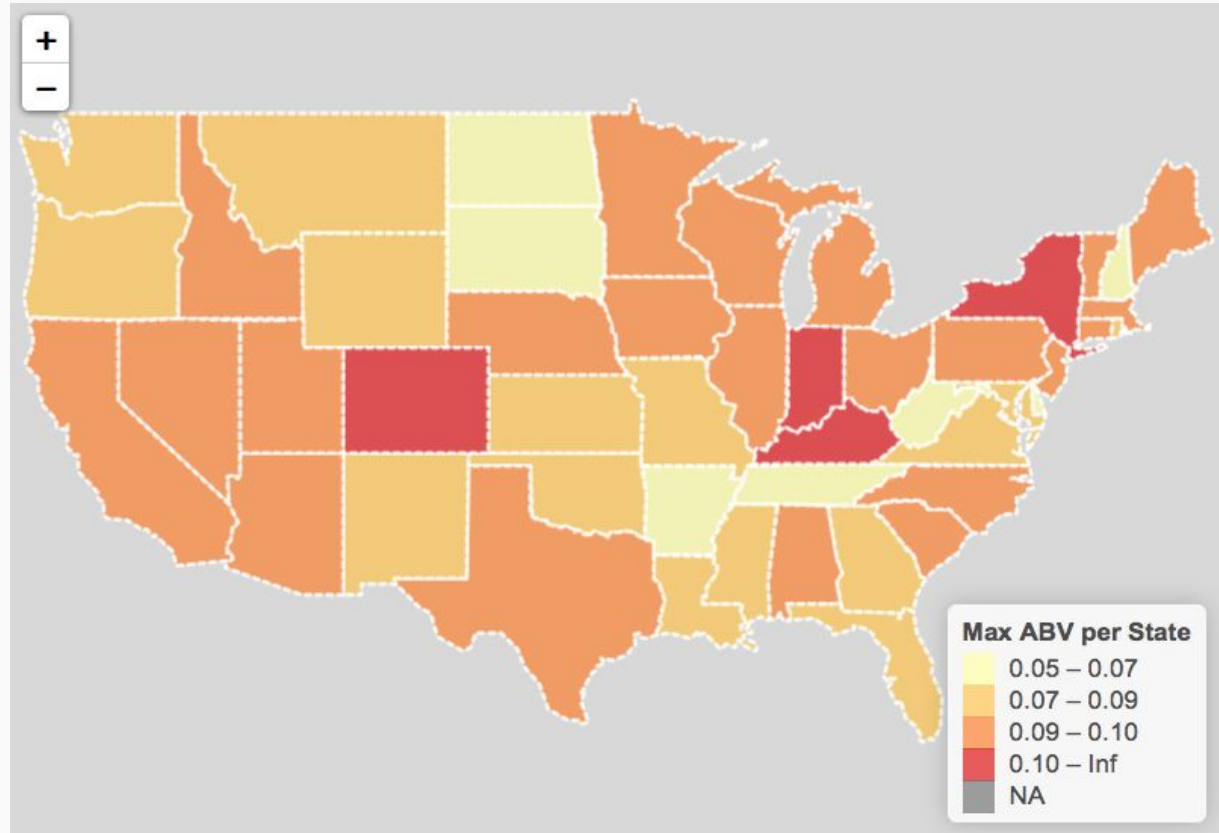 +
−
Max ABV per State
0.05 – 0.07
0.07 – 0.09
0.09 – 0.10
0.10 – Inf
NA